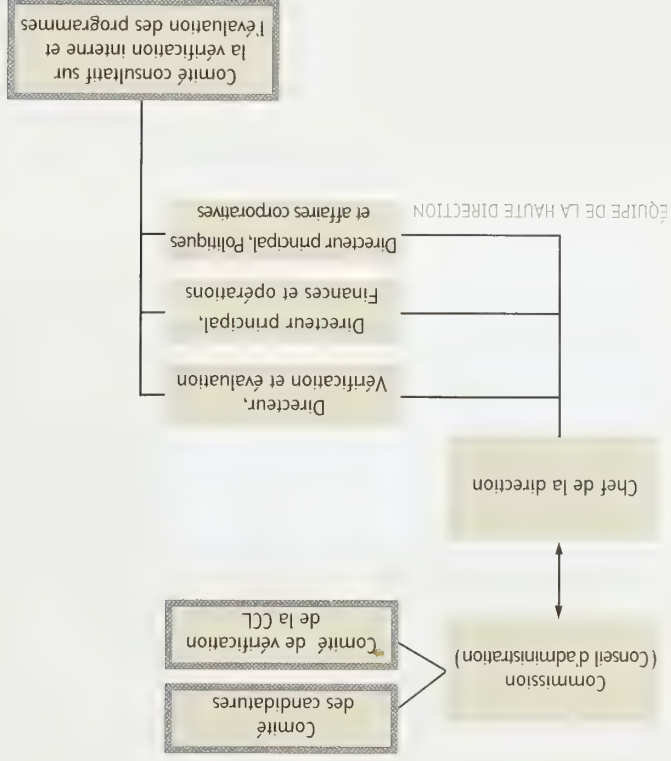 Commission
(Conseil d'administration)
Comité
des candidatures
Comité de vérification
de la CCL
Chef de la direction
Directeur,
Vérification et évaluation
Directeur principal,
Finances et opérations
ÉQUIPE DE LA HAUTE DIRECTION
Directeur principal, Politiques
et affaires corporatives
Comité consultatif sur
la vérification interne et
l'évaluation des programmes